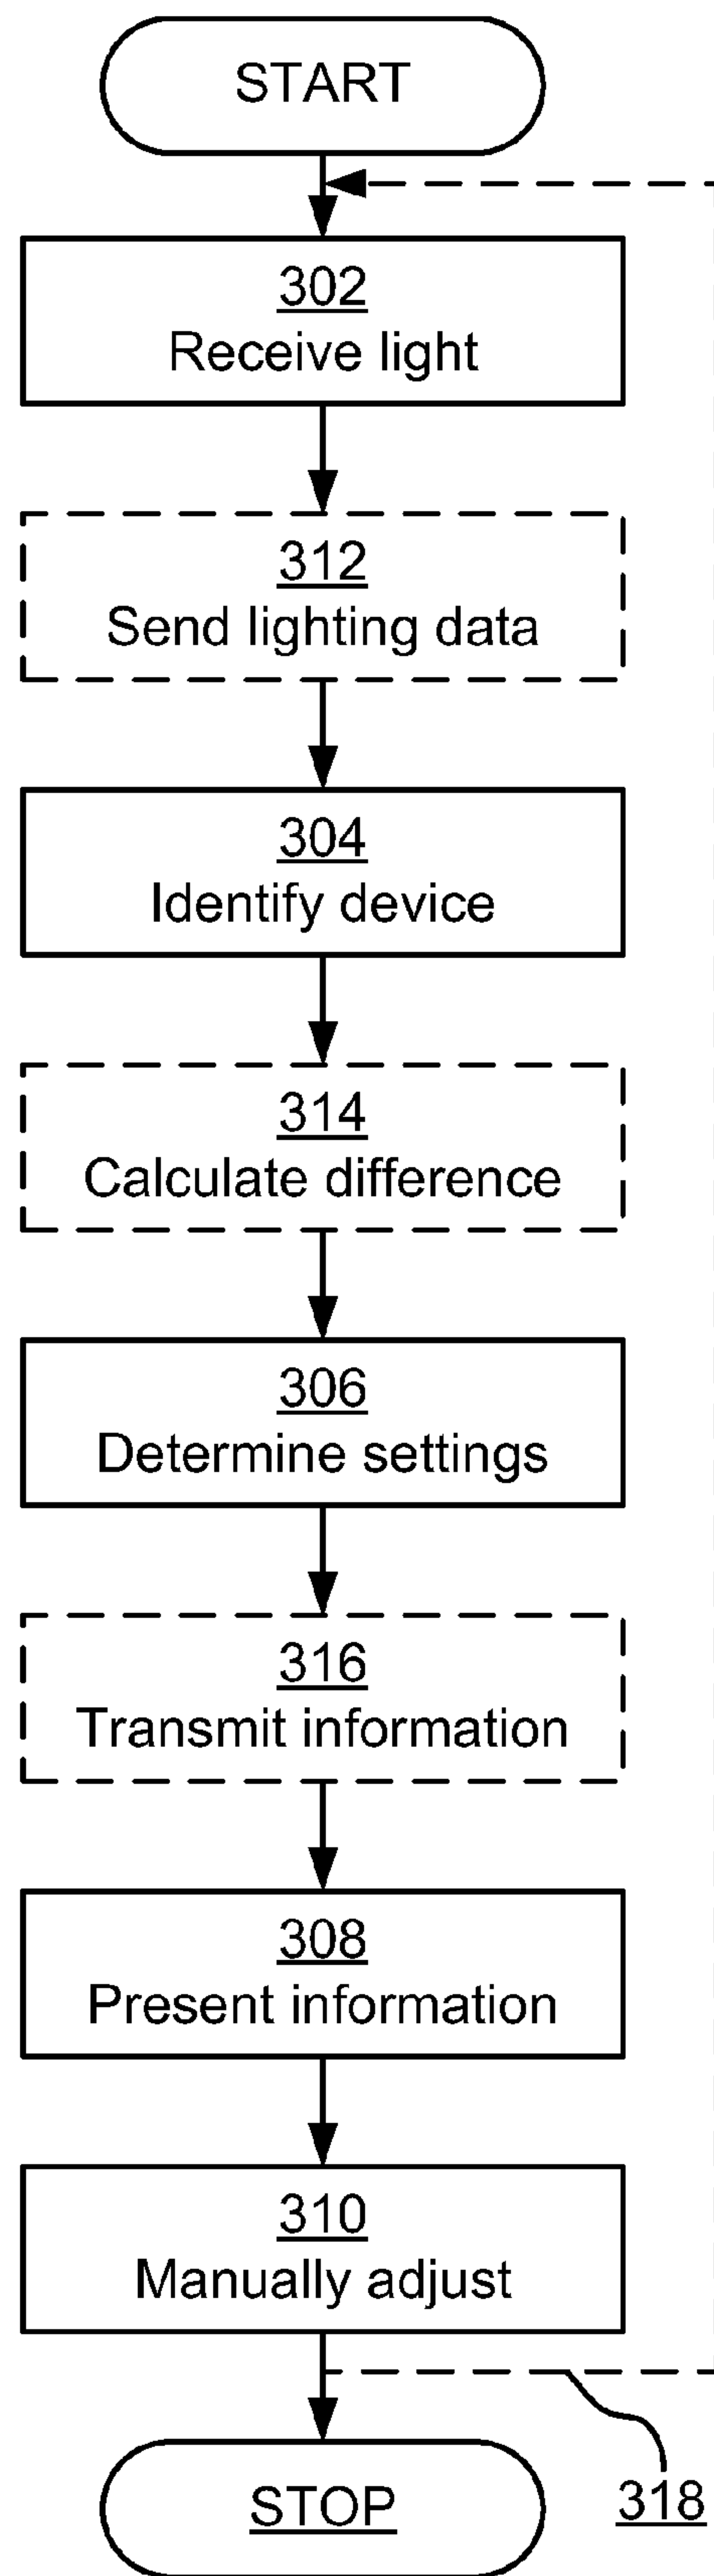 START
302
Receive light
312
Send lighting data
304
Identify device
314
Calculate difference
306
Determine settings
316
Transmit information
308
Present information
310
Manually adjust
STOP
318